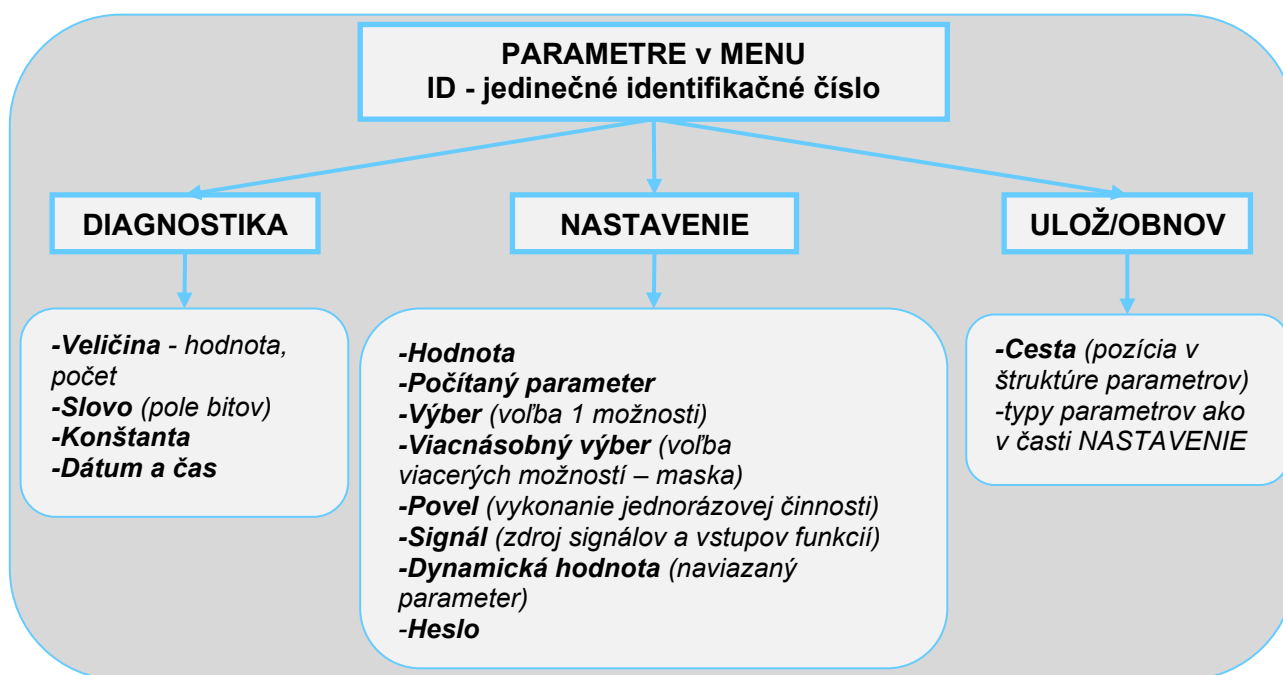 PARAMETRE v MENU
ID - jedinečné identifikačné číslo
DIAGNOSTIKA
NASTAVENIE
ULOŽ/OBNOV
-Veličina - hodnota,
počet
-Slovo (pole bitov)
-Konštanta
-Dátum a čas
-Hodnota
-Počítaný parameter
-Výber (voľba 1 možnosti)
-Viacnásobný výber (voľba
viacerých možností – maska)
-Povel (vykonanie jednorázovej činnosti)
-Signál (zdroj signálov a vstupov funkcií)
-Dynamická hodnota (naviazaný
parameter)
-Heslo
-Cesta (pozícia v
štruktúre parametrov)
-typy parametrov ako
v časti NASTAVENIE